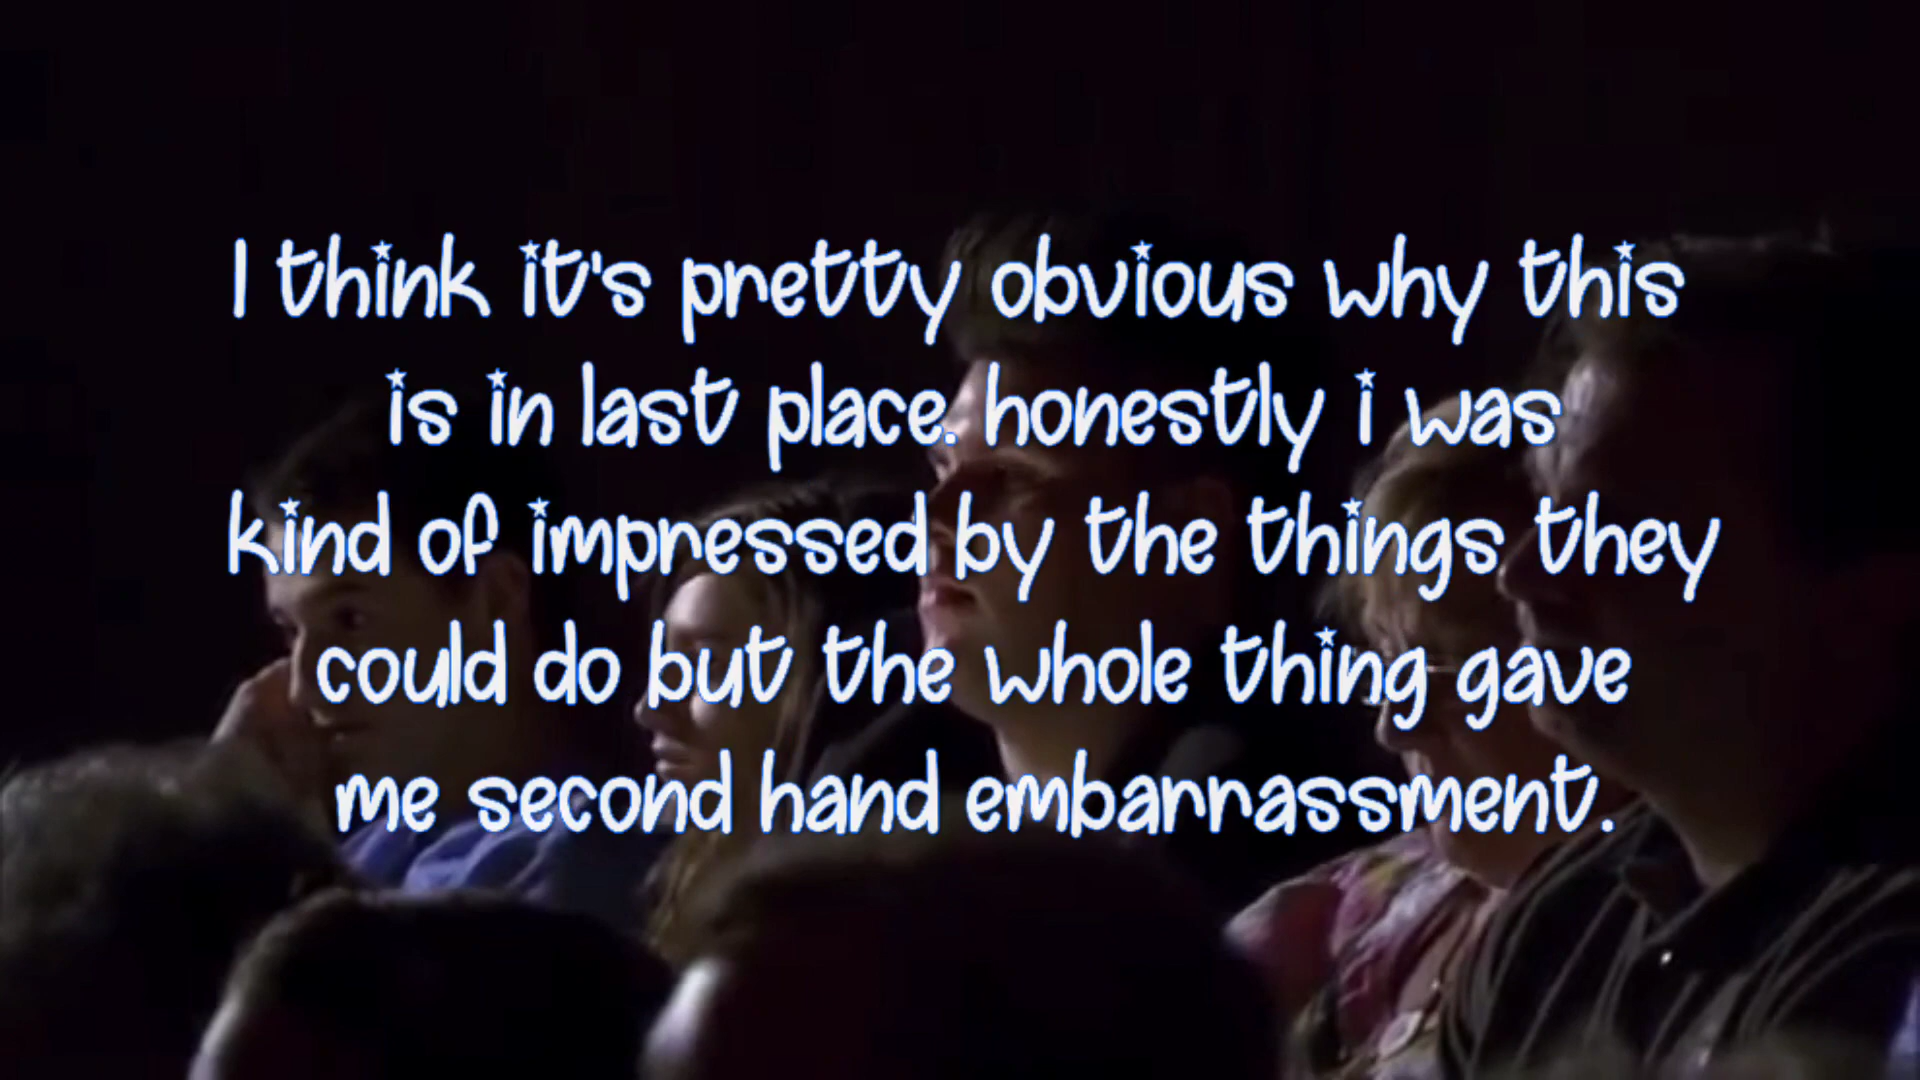 I think it's pretty obvious why this
is in last place. honestly i was
kind of impressed by the things they
could do but the whole thing gave
me second hand embarrassment.